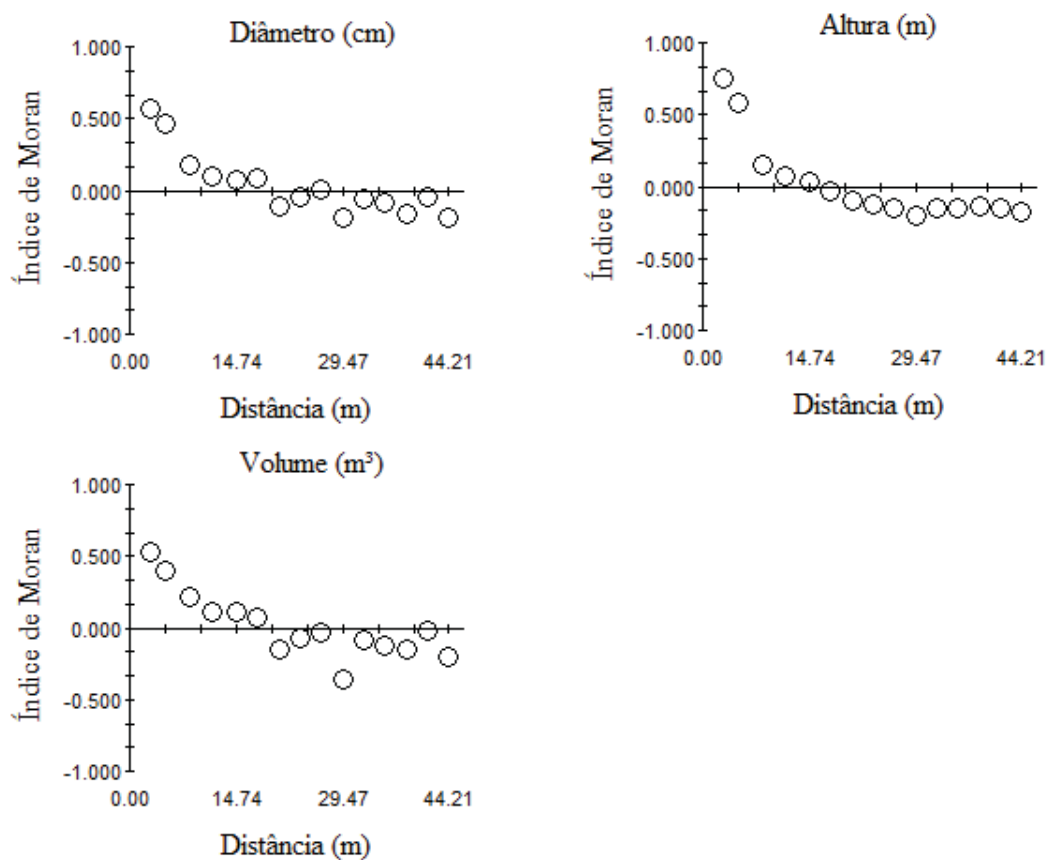 Diâmetro (cm)
1.000
0.500
0.000
-0.500
-1.000
Índice de Moran
0.00 14.74 29.47 44.21
Distância (m)
Altura (m)
1.000
0.500
0.000
-0.500
-1.000
Índice de Moran
0.00 14.74 29.47 44.21
Distância (m)
Volume (m³)
1.000
0.500
0.000
-0.500
-1.000
Índice de Moran
0.00 14.74 29.47 44.21
Distância (m)